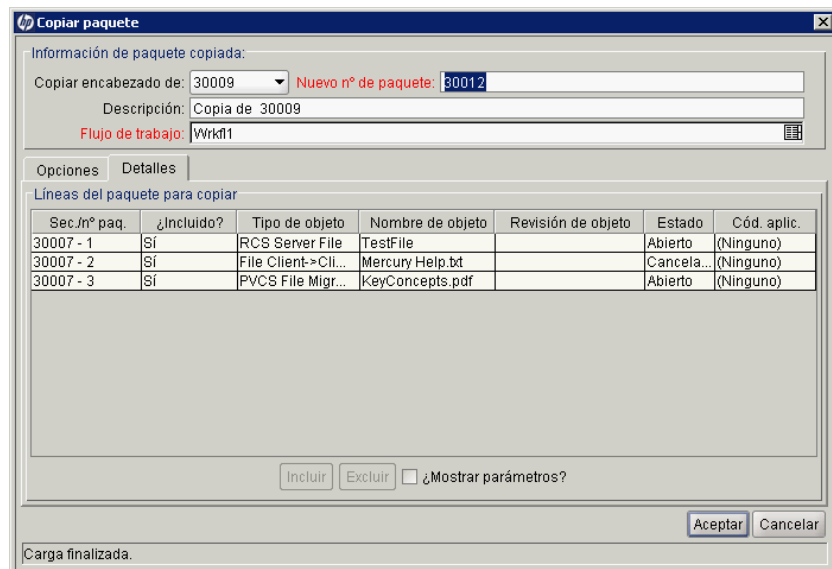 Copiar paquete
Información de paquete copiada:
Copiar encabezado de: 30009 Nuevo nº de paquete: 30012
Descripción: Copia de 30009
Flujo de trabajo: Wrkfl1
Opciones Detalles
Líneas del paquete para copiar
Sec./nº paq. ¿Incluido? Tipo de objeto Nombre de objeto Revisión de objeto Estado Cód. aplic.
30007 - 1 Sí RCS Server File TestFile Abierto (Ninguno)
30007 - 2 Sí File Client->Cli... Mercury Help.txt Cancela... (Ninguno)
30007 - 3 Sí PVCS File Migr... KeyConcepts.pdf Abierto (Ninguno)
Incluir Excluir ¿Mostrar parámetros?
Aceptar Cancelar
Carga finalizada.